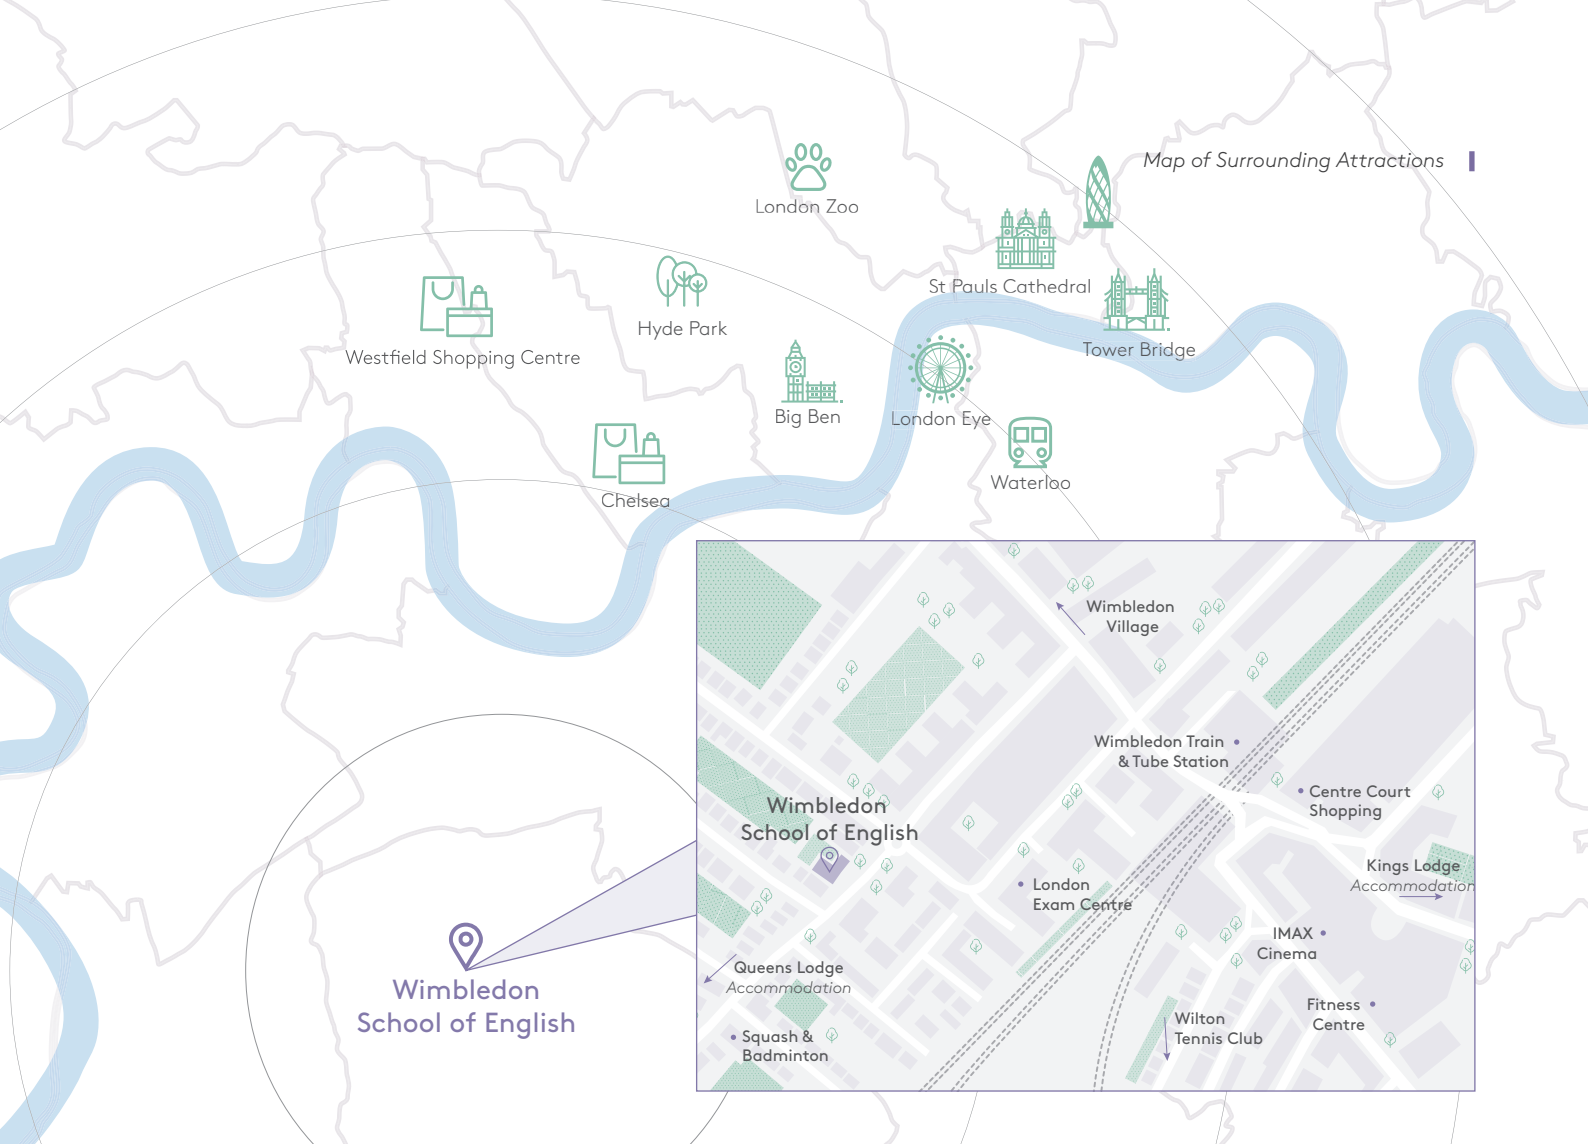 Map of Surrounding Attractions
London Zoo
St Pauls Cathedral
Hyde Park
Westfield Shopping Centre
Tower Bridge
Big Ben
London Eye
Waterloo
Chelsea
Wimbledon
Village
Wimbledon Train
& Tube Station
Centre Court
Shopping
Wimbledon
School of English
Kings Lodge
Accommodation
London
Exam Centre
IMAX
Cinema
Queens Lodge
Accommodation
Fitness
Centre
Wilton
Tennis Club
Squash &
Badminton
Wimbledon
School of English